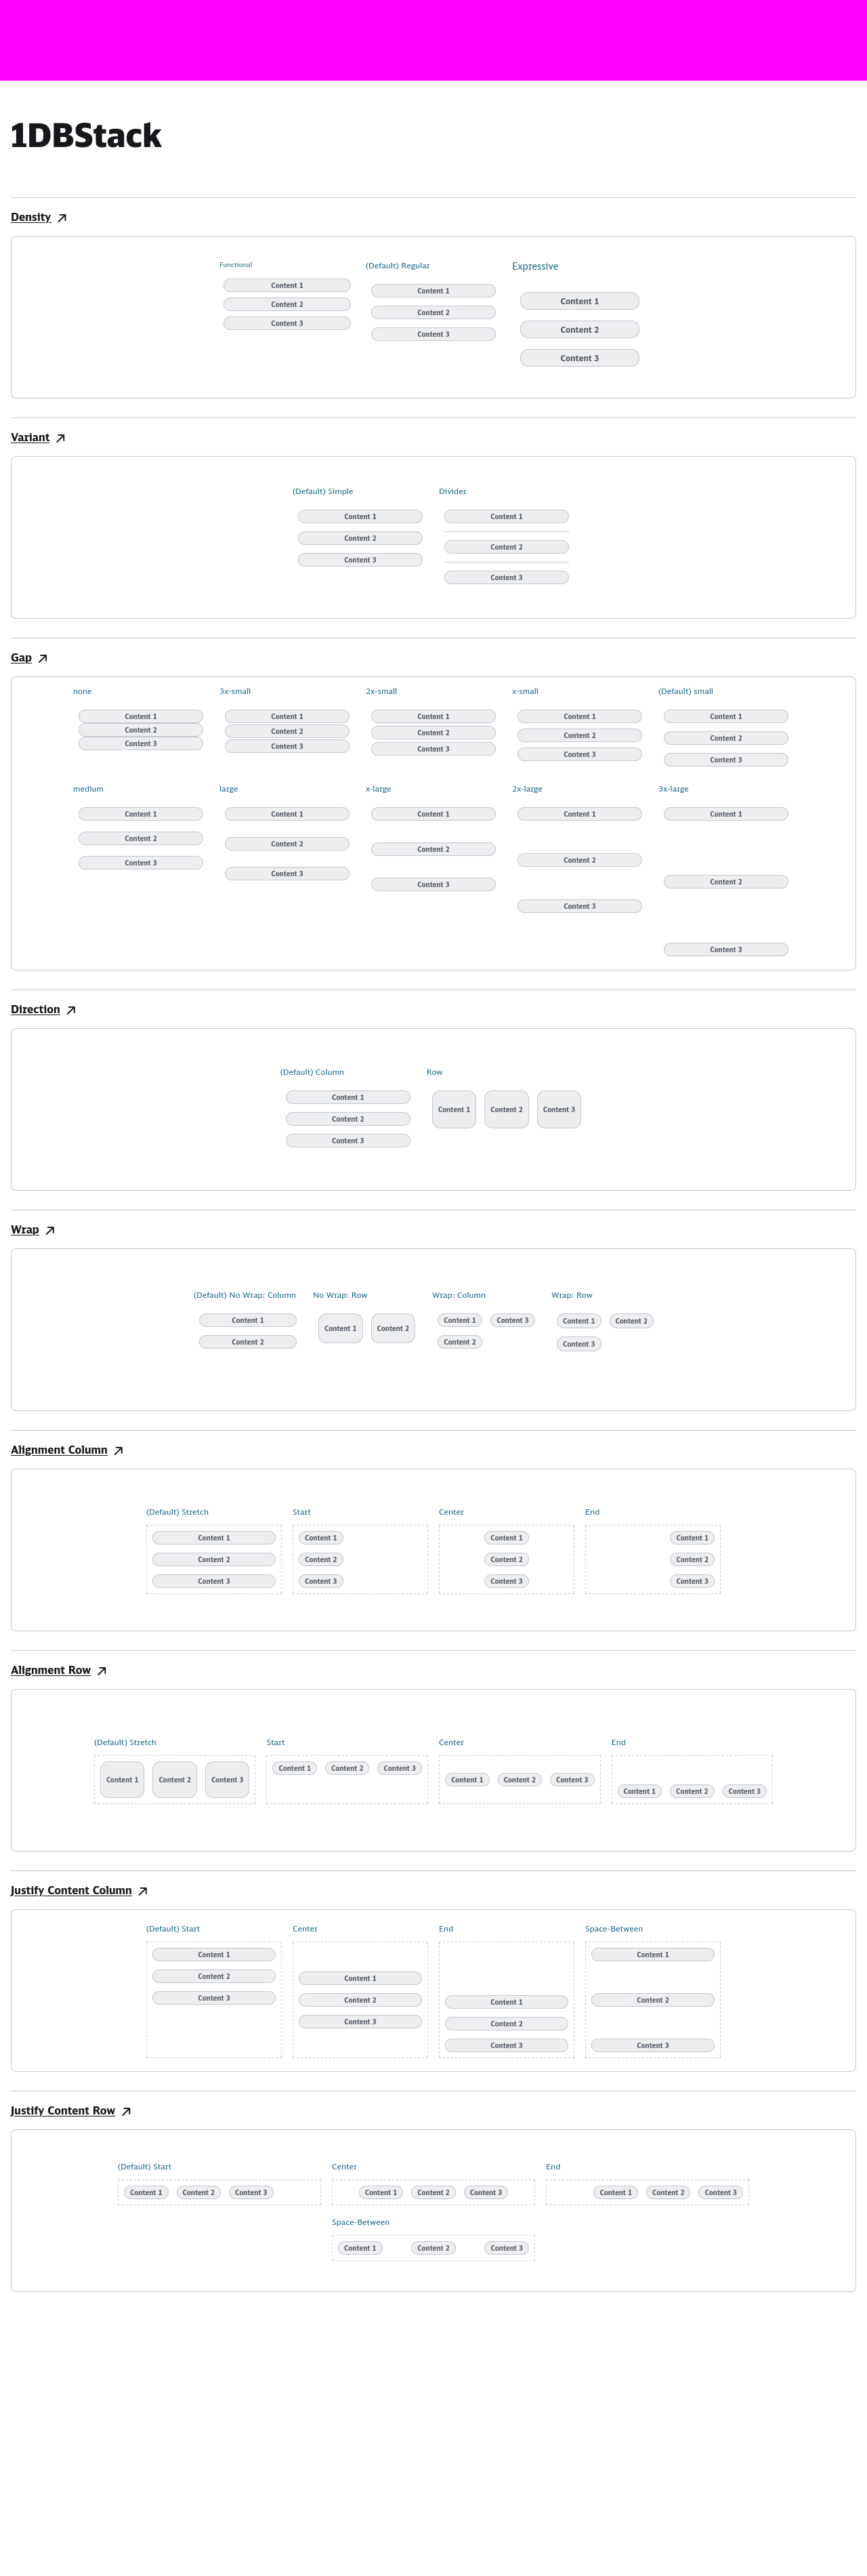 1DBStack
Density
Functional
(Default) Regular
Expressive
Content 1
Content 2
Content 3
Content 1
Content 2
Content 3
Content 1
Content 2
Content 3
Variant
(Default) Simple
Divider
Content 1
Content 2
Content 3
Content 1
Content 2
Content 3
Gap
none
3x-small
2x-small
x-small
(Default) small
Content 1
Content 2
Content 3
Content 1
Content 2
Content 3
Content 1
Content 2
Content 3
Content 1
Content 2
Content 3
Content 1
Content 2
Content 3
medium
large
x-large
2x-large
3x-large
Content 1
Content 2
Content 3
Content 1
Content 2
Content 3
Content 1
Content 2
Content 3
Content 1
Content 2
Content 3
Content 1
Content 2
Content 3
Direction
(Default) Column
Row
Content 1
Content 2
Content 3
Content 1 Content 2 Content 3
Wrap
(Default) No Wrap: Column
No Wrap: Row
Wrap: Column
Wrap: Row
Content 1
Content 2
Content 1 Content 2
Content 1 Content 3
Content 2
Content 1 Content 2
Content 3
Alignment Column
(Default) Stretch
Start
Center
End
Content 1
Content 2
Content 3
Content 1
Content 2
Content 3
Content 1
Content 2
Content 3
Content 1
Content 2
Content 3
Alignment Row
(Default) Stretch
Start
Center
End
Content 1 Content 2 Content 3
Content 1 Content 2 Content 3
Content 1 Content 2 Content 3
Content 1 Content 2 Content 3
Justify Content Column
(Default) Start
Center
End
Space-Between
Content 1
Content 2
Content 3
Content 1
Content 2
Content 3
Content 1
Content 2
Content 3
Content 1
Content 2
Content 3
Justify Content Row
(Default) Start
Center
End
Content 1 Content 2 Content 3
Content 1 Content 2 Content 3
Content 1 Content 2 Content 3
Space-Between
Content 1 Content 2 Content 3